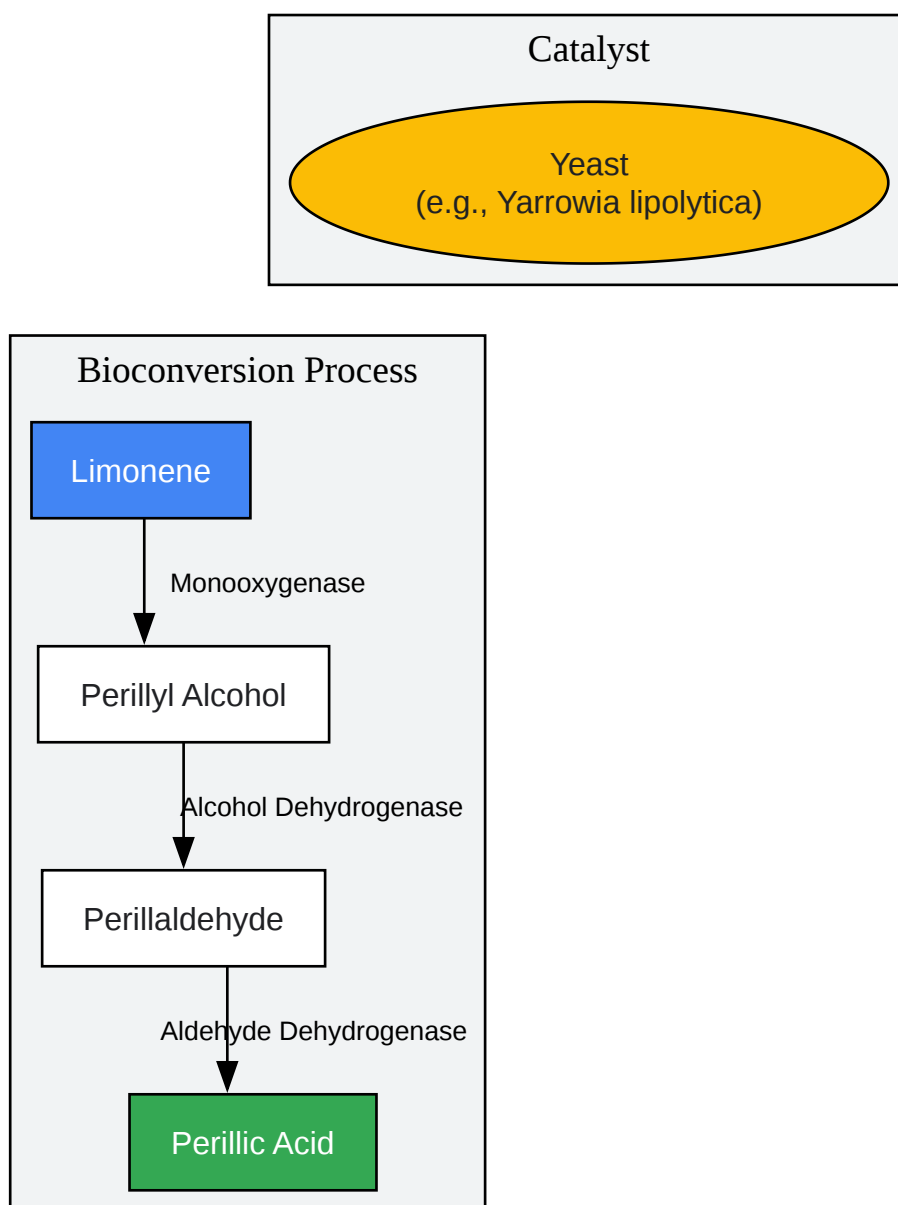 Catalyst
Yeast
(e.g., Yarrowia lipolytica)
Bioconversion Process
Limonene
Monooxygenase
Perillyl Alcohol
Alcohol Dehydrogenase
Perillaldehyde
Aldehyde Dehydrogenase
Perillic Acid